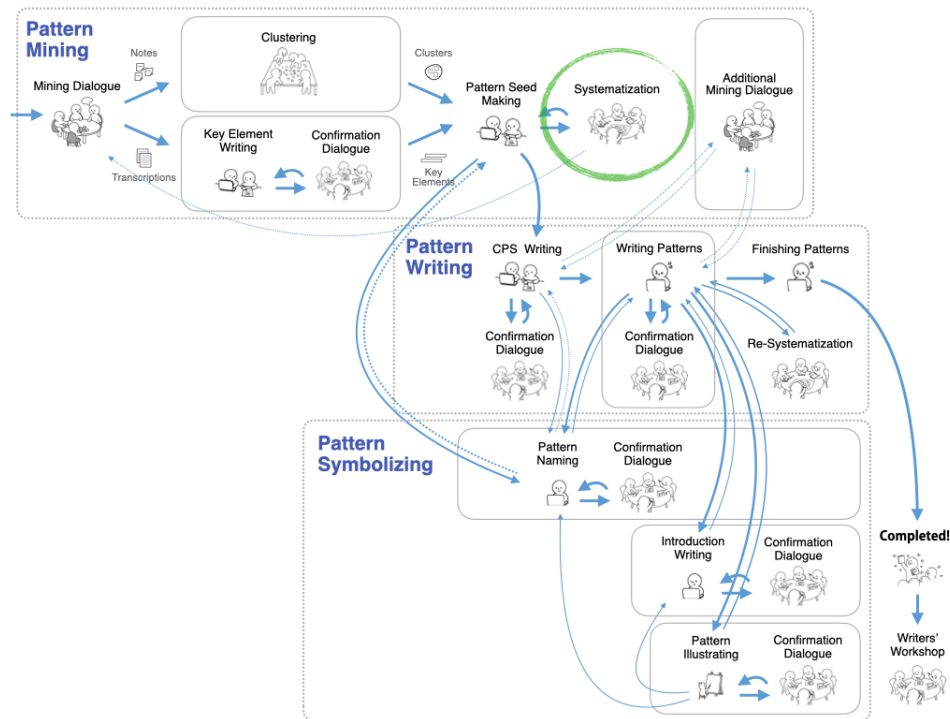 Pattern
Mining
Notes
Clustering
Clusters
Mining Dialogue
Pattern Seed
Making
Systematization
Additional
Mining Dialogue
Key Element
Writing
Confirmation
Dialogue
Transcriptions
Key
Elements
Pattern
Writing
CPS Writing
Writing Patterns
Finishing Patterns
Confirmation
Dialogue
Confirmation
Dialogue
Re-Systematization
Pattern
Symbolizing
Pattern
Naming
Confirmation
Dialogue
Introduction
Writing
Confirmation
Dialogue
Completed!
Pattern
Illustrating
Confirmation
Dialogue
Writers'
Workshop